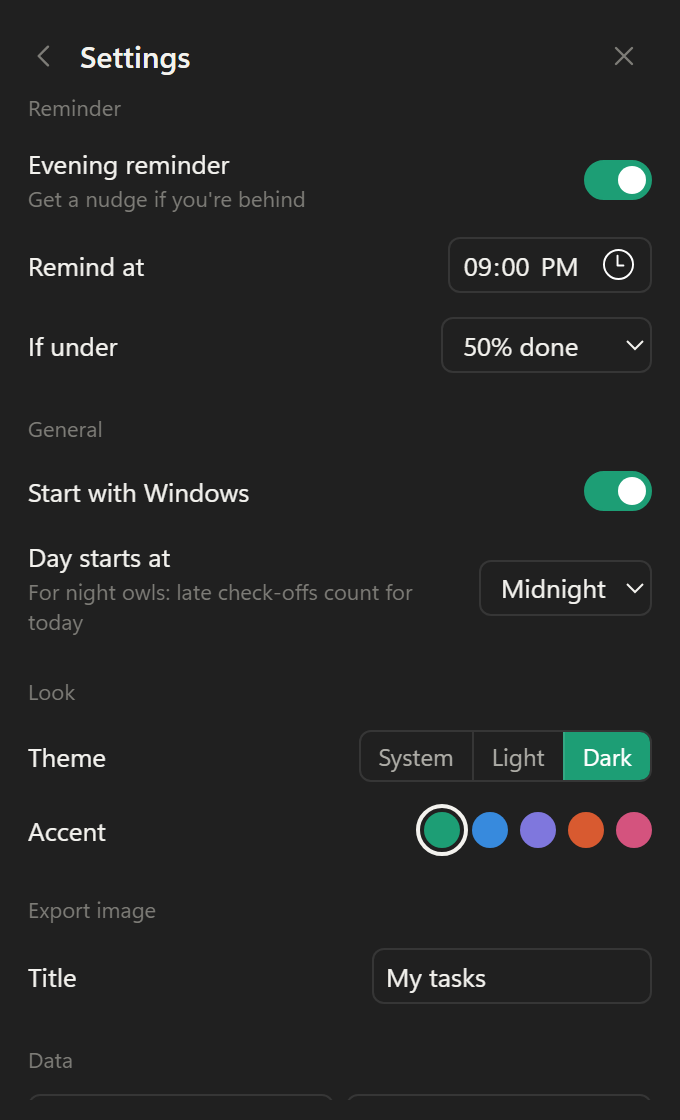 Settings
Reminder
Evening reminder
Get a nudge if you're behind
Remind at
09:00 PM
If under
50% done
General
Start with Windows
Day starts at
For night owls: late check-offs count for
today
Midnight
Look
Theme
System
Light
Dark
Accent
Export image
Title
My tasks
Data